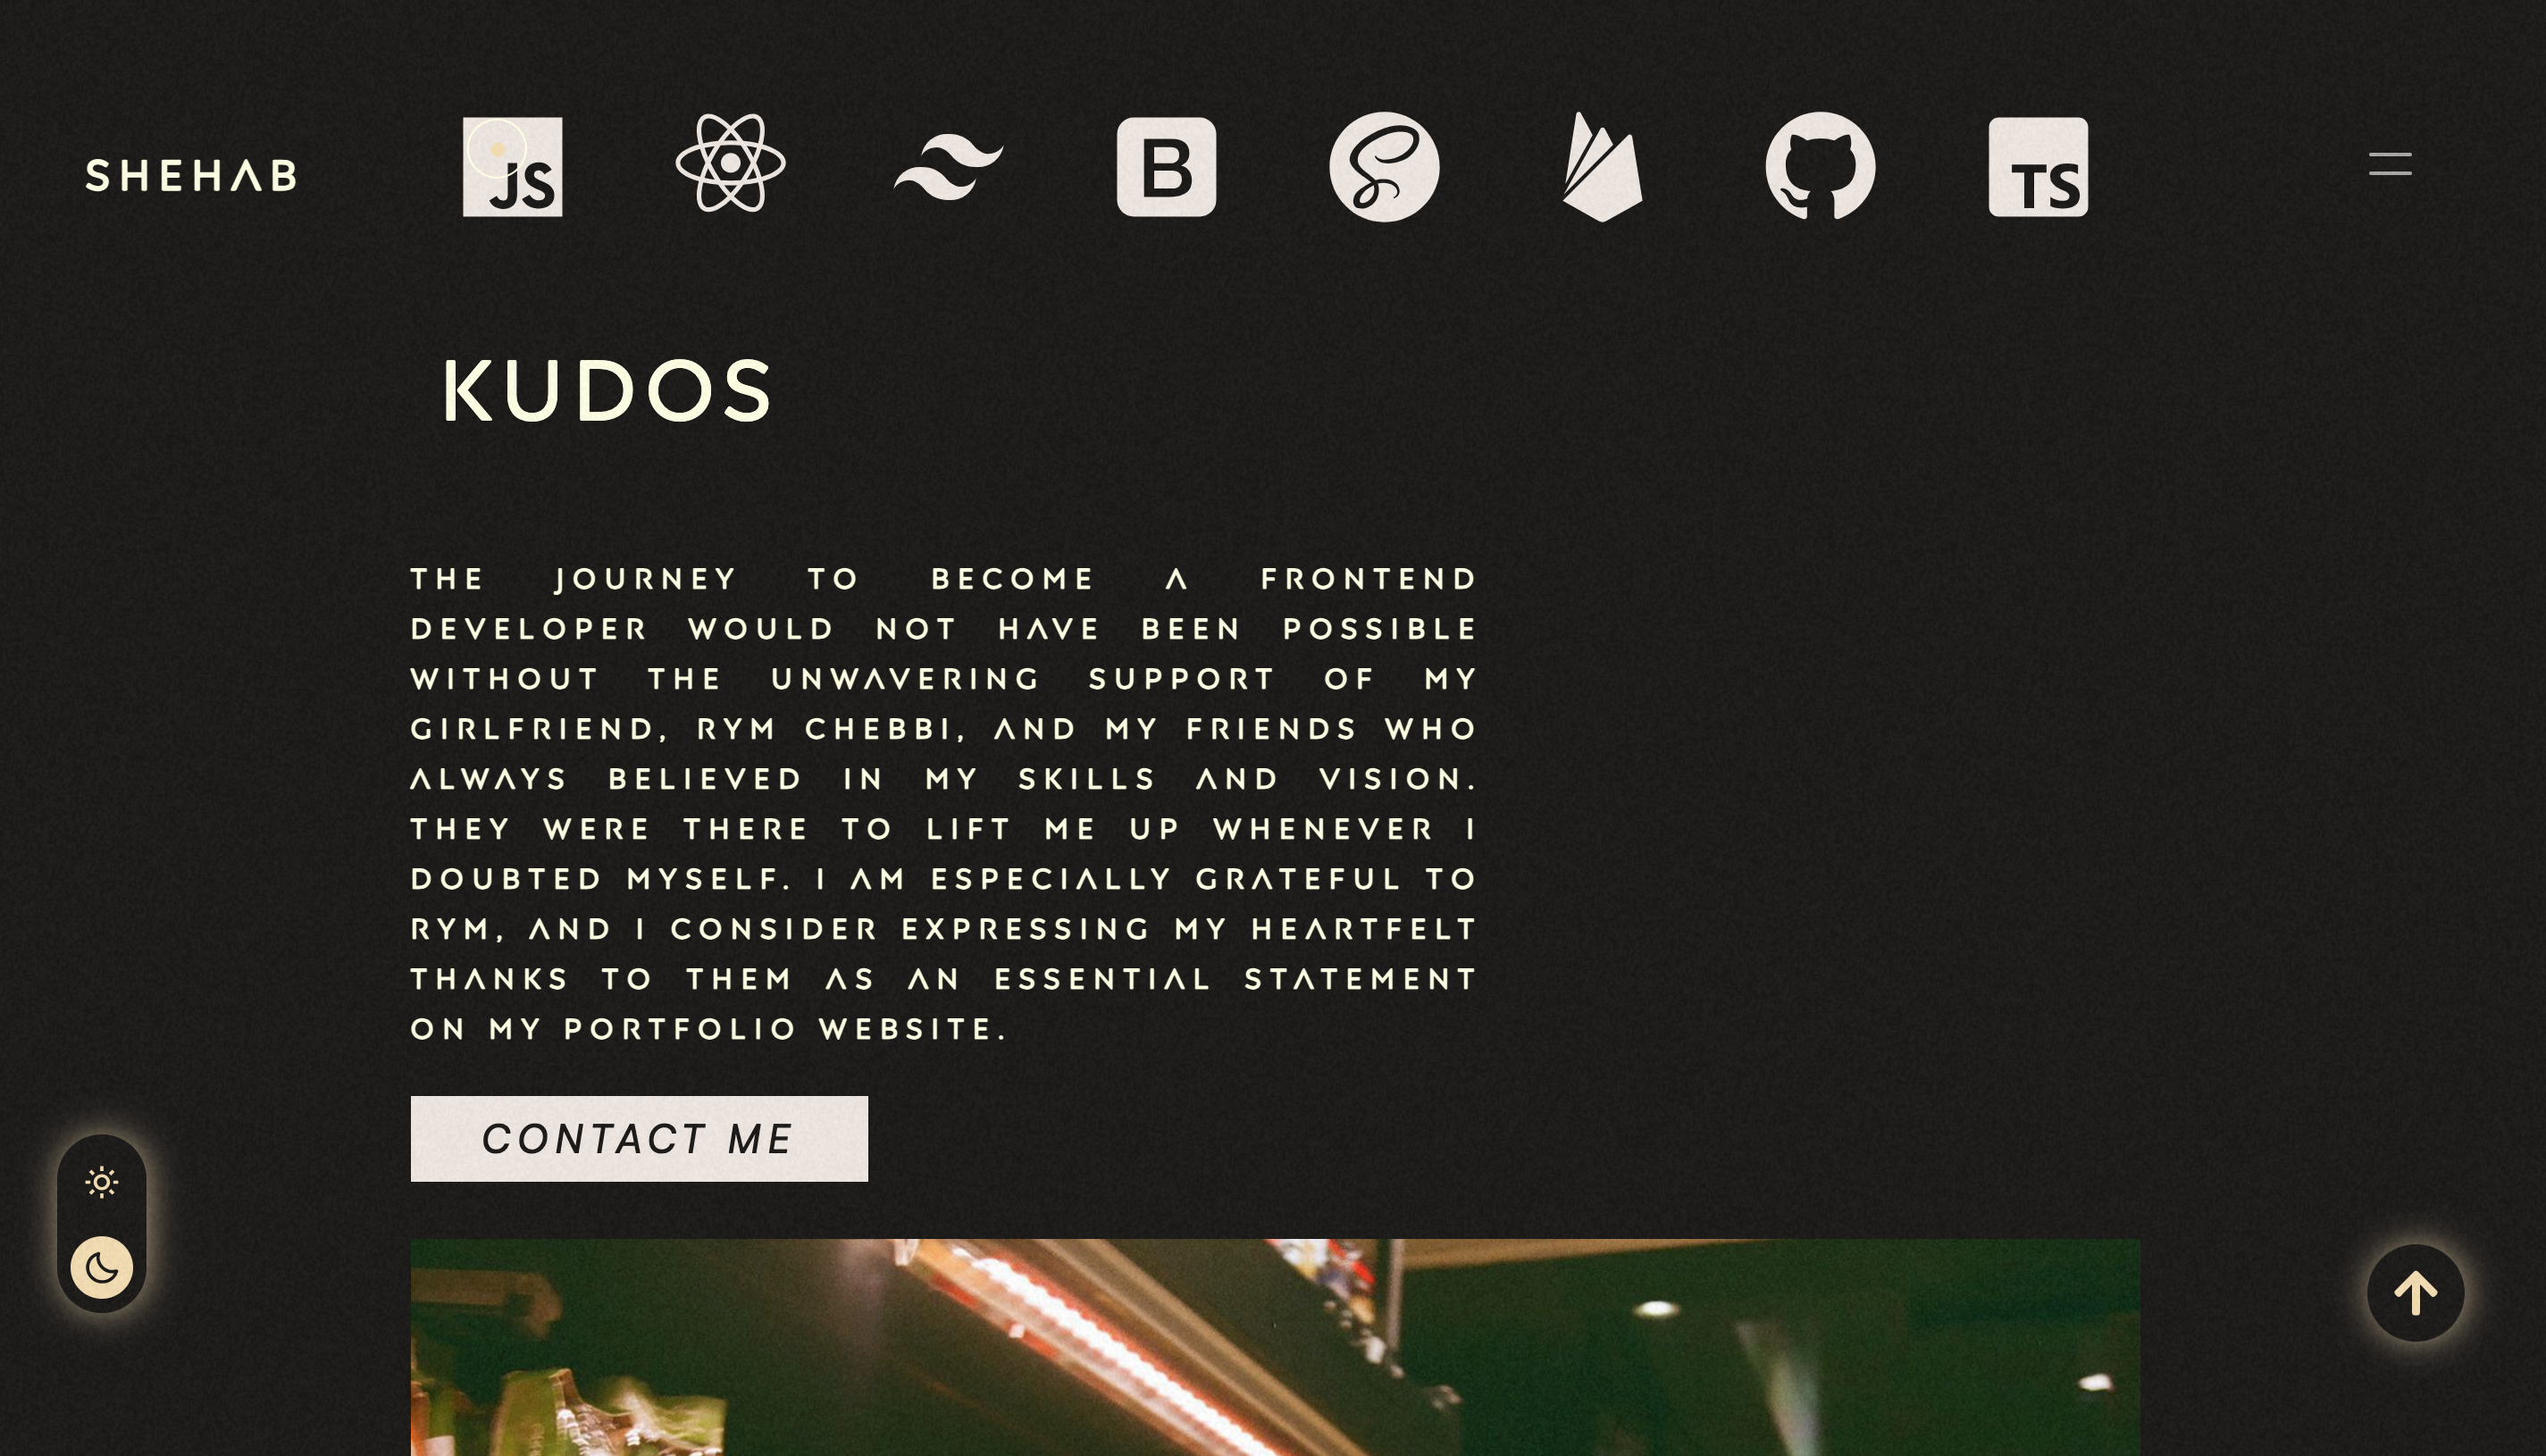 SHEHAB
JS
B
TS
KUDOS
THE JOURNEY TO BECOME A FRONTEND
DEVELOPER WOULD NOT HAVE BEEN POSSIBLE
WITHOUT THE UNWAVERING SUPPORT OF MY
GIRLFRIEND, RYM CHEBBI, AND MY FRIENDS WHO
ALWAYS BELIEVED IN MY SKILLS AND VISION.
THEY WERE THERE TO LIFT ME UP WHENEVER I
DOUBTED MYSELF. I AM ESPECIALLY GRATEFUL TO
RYM, AND I CONSIDER EXPRESSING MY HEARTFELT
THANKS TO THEM AS AN ESSENTIAL STATEMENT
ON MY PORTFOLIO WEBSITE.
CONTACT ME